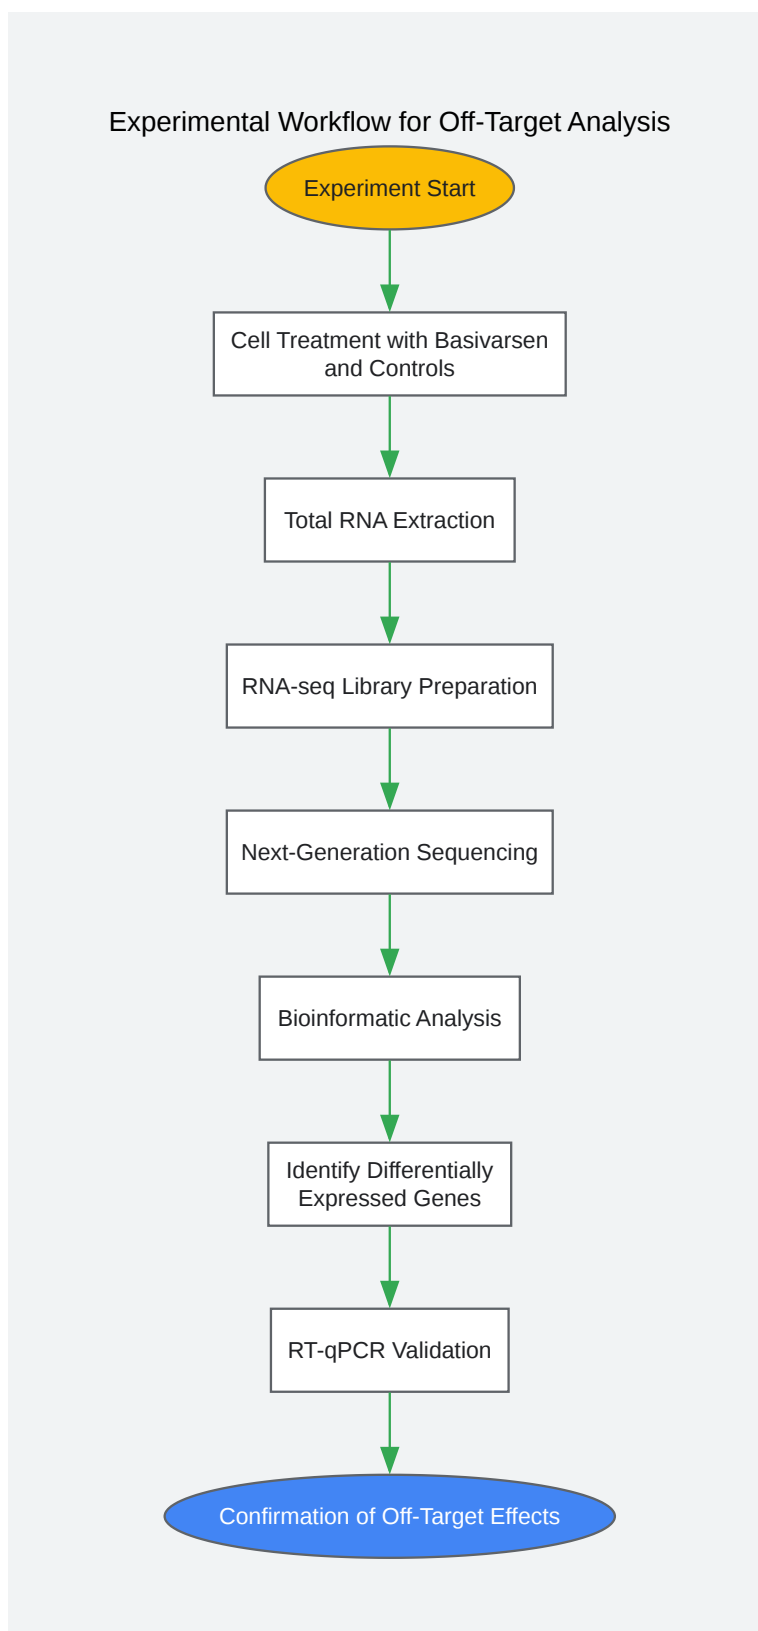 Experimental Workflow for Off-Target Analysis
Experiment Start
Cell Treatment with Basivarsen
and Controls
Total RNA Extraction
RNA-seq Library Preparation
Next-Generation Sequencing
Bioinformatic Analysis
Identify Differentially
Expressed Genes
RT-qPCR Validation
Confirmation of Off-Target Effects